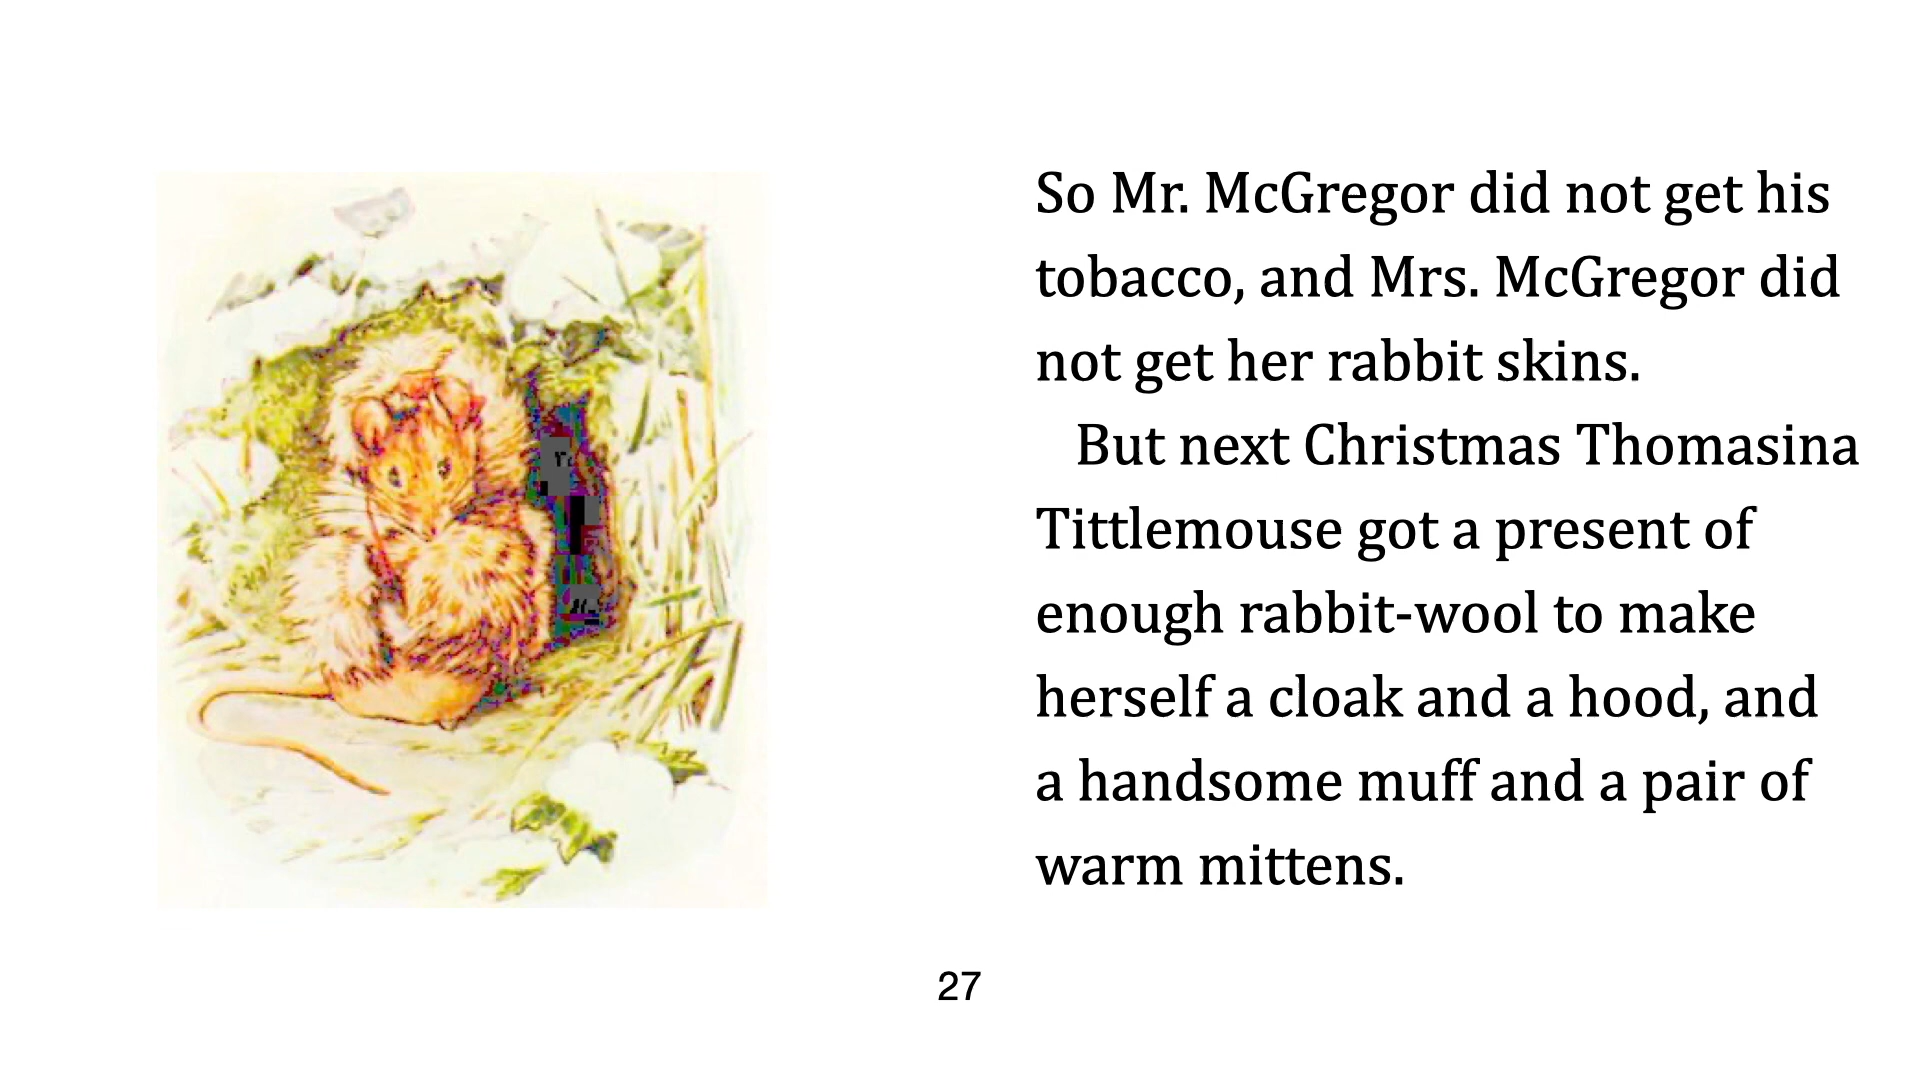 So Mr. McGregor did not get his
tobacco, and Mrs. McGregor did
not get her rabbit skins.
But next Christmas Thomasina
Tittlemouse got a present of
enough rabbit-wool to make
herself a cloak and a hood, and
a handsome muff and a pair of
warm mittens.
27